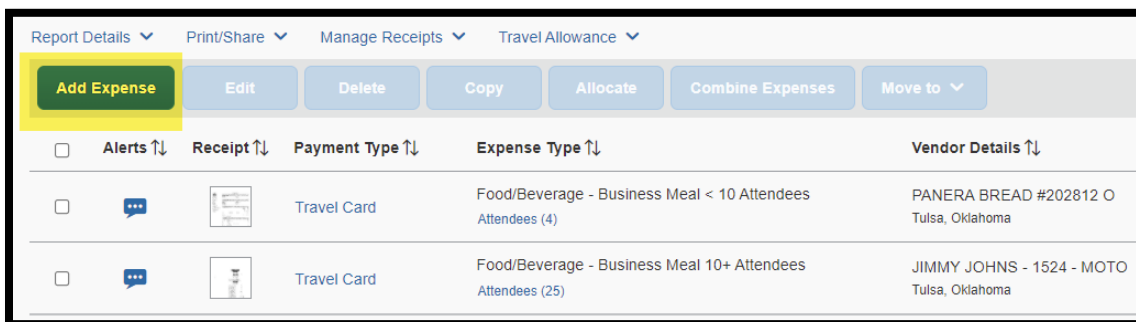 Report Details Print/Share Manage Receipts Travel Allowance
Add Expense Edit Delete Copy Allocate Combine Expenses Move to
Alerts Receipt Payment Type Expense Type Vendor Details
Travel Card Food/Beverage - Business Meal < 10 Attendees PANERA BREAD #202812 O
Attendees (4) Tulsa, Oklahoma
Travel Card Food/Beverage - Business Meal 10+ Attendees JIMMY JOHNS - 1524 - MOTO
Attendees (25) Tulsa, Oklahoma